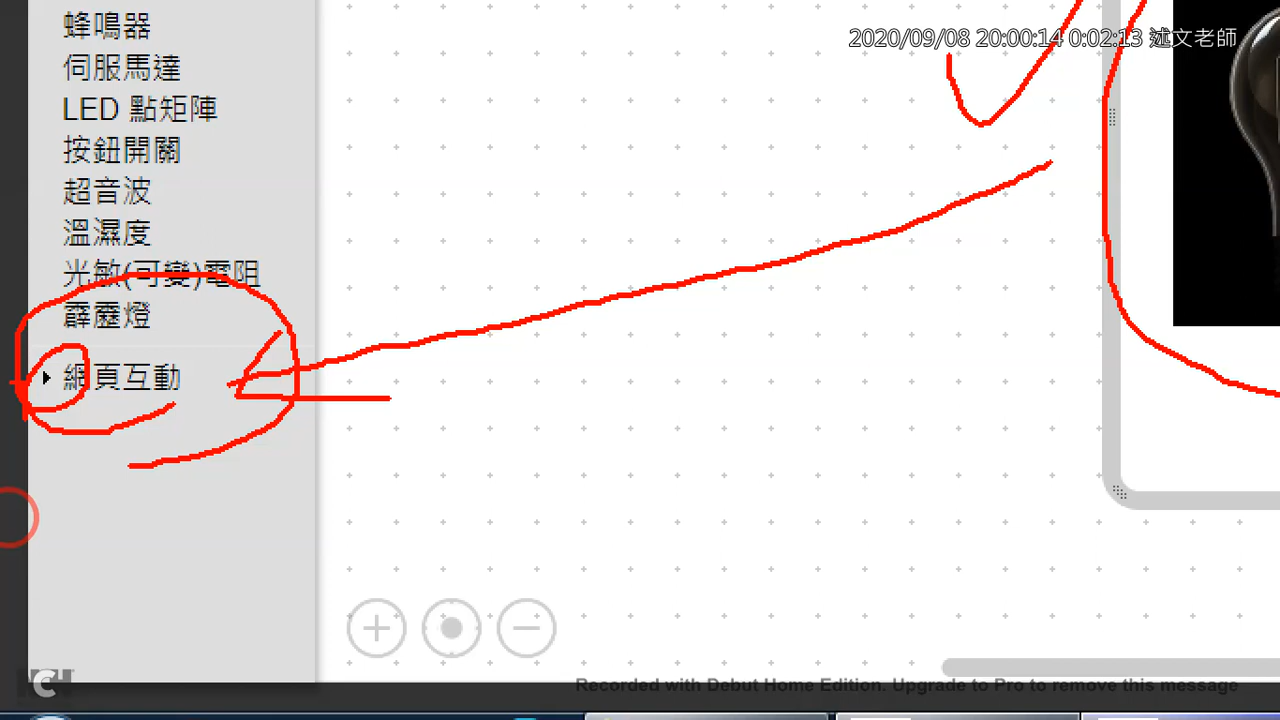 蜂鳴器
2020/09/08 20:00:14 0:02:13 述文老師
伺服馬達
LED 點矩陣
按鈕開關
超音波
溫濕度
光敏(可變)電阻
霹靂燈
網頁互動
Recorded with Debut Home Edition. Upgrade to Pro to remove this message